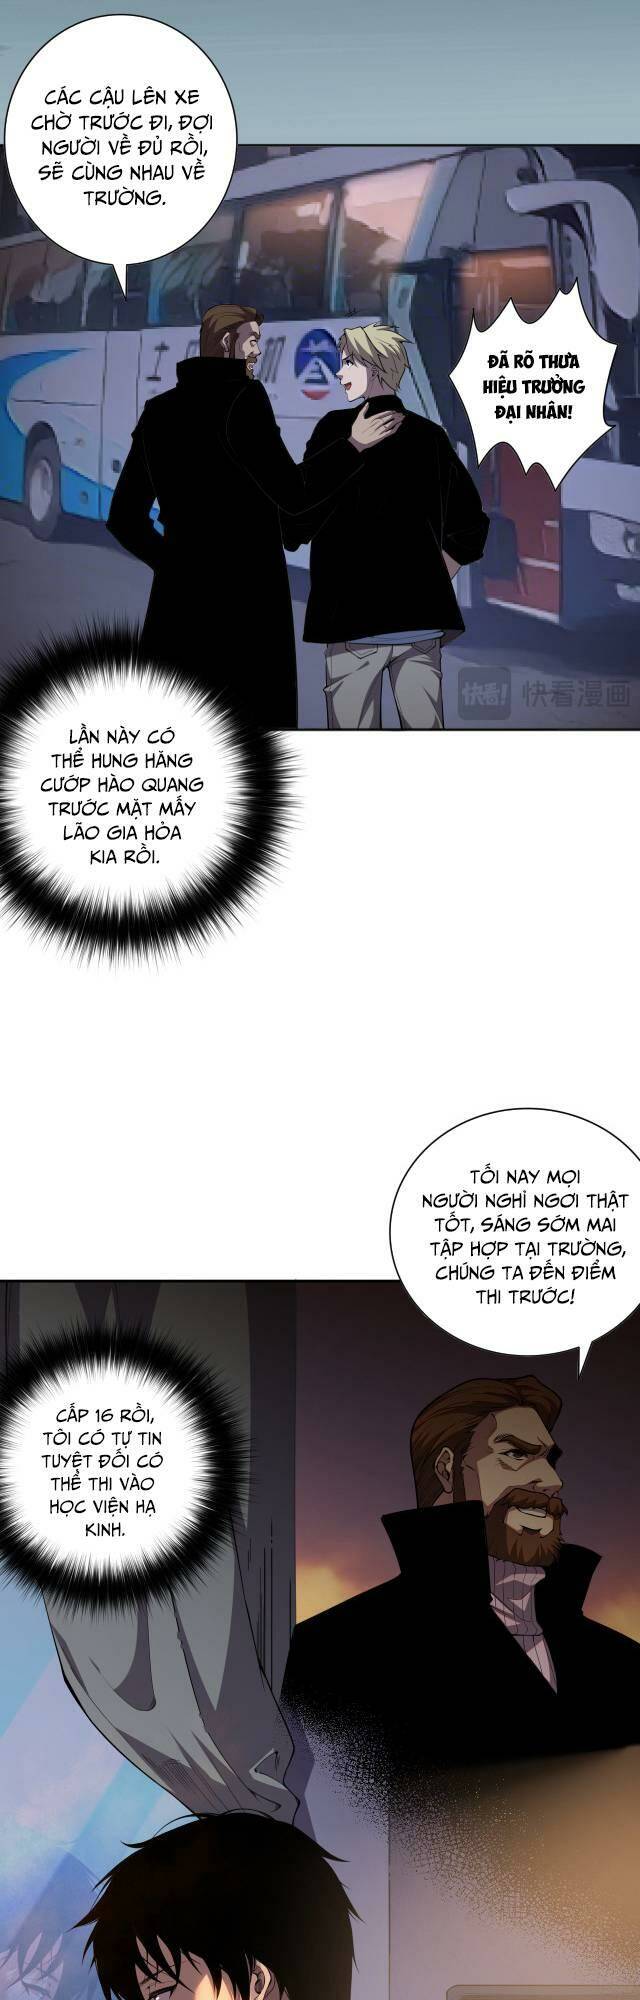 CÁC CẬU LÊN XE
CHỜ TRƯỚC ĐI, ĐỢI
NGƯỜI VỀ ĐỦ RỒI,
SẼ CÙNG NHAU VỀ
TRƯỜNG.
ĐÃ RÕ THƯA
HIỆU TRƯỞNG
ĐẠI NHÂN!
快看! 快看漫画
LẦN NÀY CÓ
THỂ HUNG HĂNG
CƯỚP HÀO QUANG
TRƯỚC MẶT MẤY
LÃO GIA HỎA
KIA RỒI.
TỐI NAY MỌI
NGƯỜI NGHỈ NGƠI THẬT
TỐT, SÁNG SỚM MAI
TẬP HỢP TẠI TRƯỜNG,
CHÚNG TA ĐẾN ĐIỂM
THI TRƯỚC!
CẤP 16 RỒI,
TÔI CÓ TỰ TIN
TUYỆT ĐỐI CÓ
THỂ THI VÀO
HỌC VIỆN HẠ
KINH.